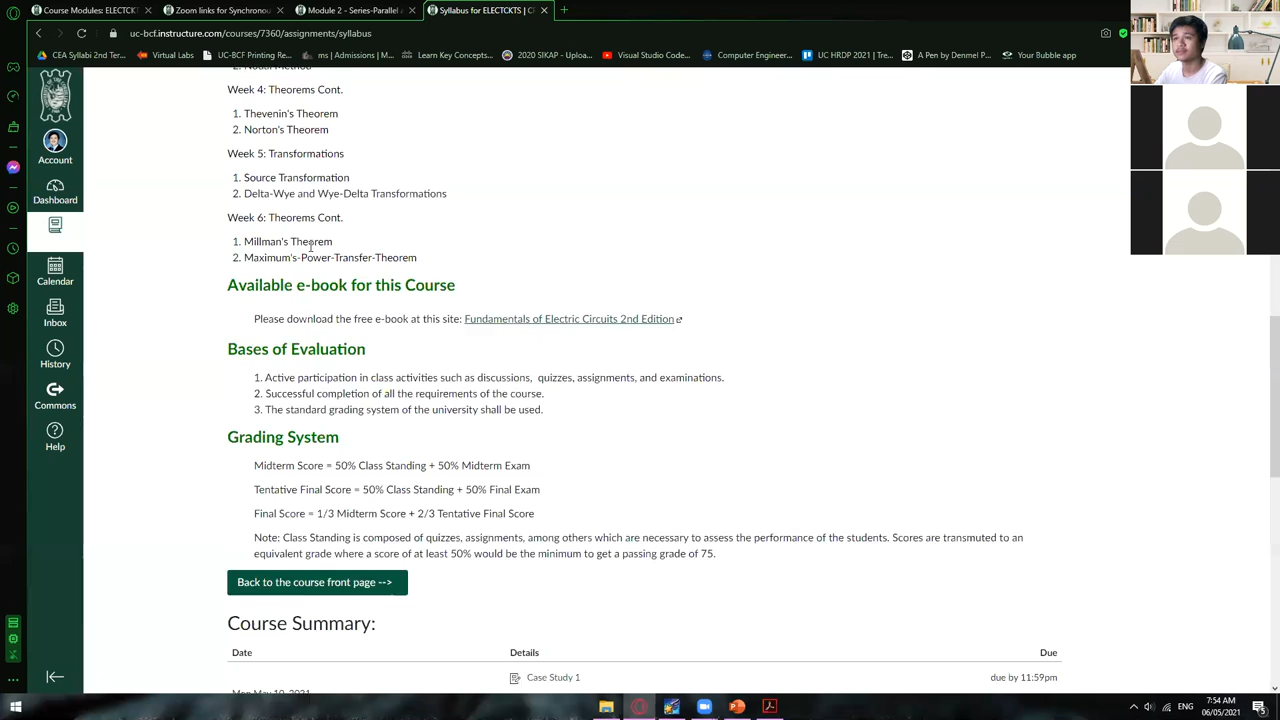 Course Modules: ELECTCKT
Zoom links for Synchronou
Module 2 - Series-Parallel
Syllabus for ELECTCKTS | CF
uc-bcf.instructure.com/courses/7360/assignments/syllabus
CEA Syllabi 2nd Ter...
Virtual Labs
UC-BCF Printing Re...
ms | Admissions | M...
Learn Key Concepts...
2020 SIKAP - Uploa...
Visual Studio Code...
Computer Engineer...
UC HRDP 2021 | Tre...
A Pen by Denmel P...
Your Bubble app
Account
Dashboard
Calendar
Inbox
History
Commons
Help
2. Nodal Method
Week 4: Theorems Cont.
1. Thevenin's Theorem
2. Norton's Theorem
Week 5: Transformations
1. Source Transformation
2. Delta-Wye and Wye-Delta Transformations
Week 6: Theorems Cont.
1. Millman's Theorem
2. Maximum's-Power-Transfer-Theorem
Available e-book for this Course
Please download the free e-book at this site: Fundamentals of Electric Circuits 2nd Edition
Bases of Evaluation
1. Active participation in class activities such as discussions, quizzes, assignments, and examinations.
2. Successful completion of all the requirements of the course.
3. The standard grading system of the university shall be used.
Grading System
Midterm Score = 50% Class Standing + 50% Midterm Exam
Tentative Final Score = 50% Class Standing + 50% Final Exam
Final Score = 1/3 Midterm Score + 2/3 Tentative Final Score
Note: Class Standing is composed of quizzes, assignments, among others which are necessary to assess the performance of the students. Scores are transmuted to an
equivalent grade where a score of at least 50% would be the minimum to get a passing grade of 75.
Back to the course front page -->
Course Summary:
Date Details Due
Case Study 1 due by 11:59pm
Mon May 10, 2021
ENG
7:54 AM
06/05/2021